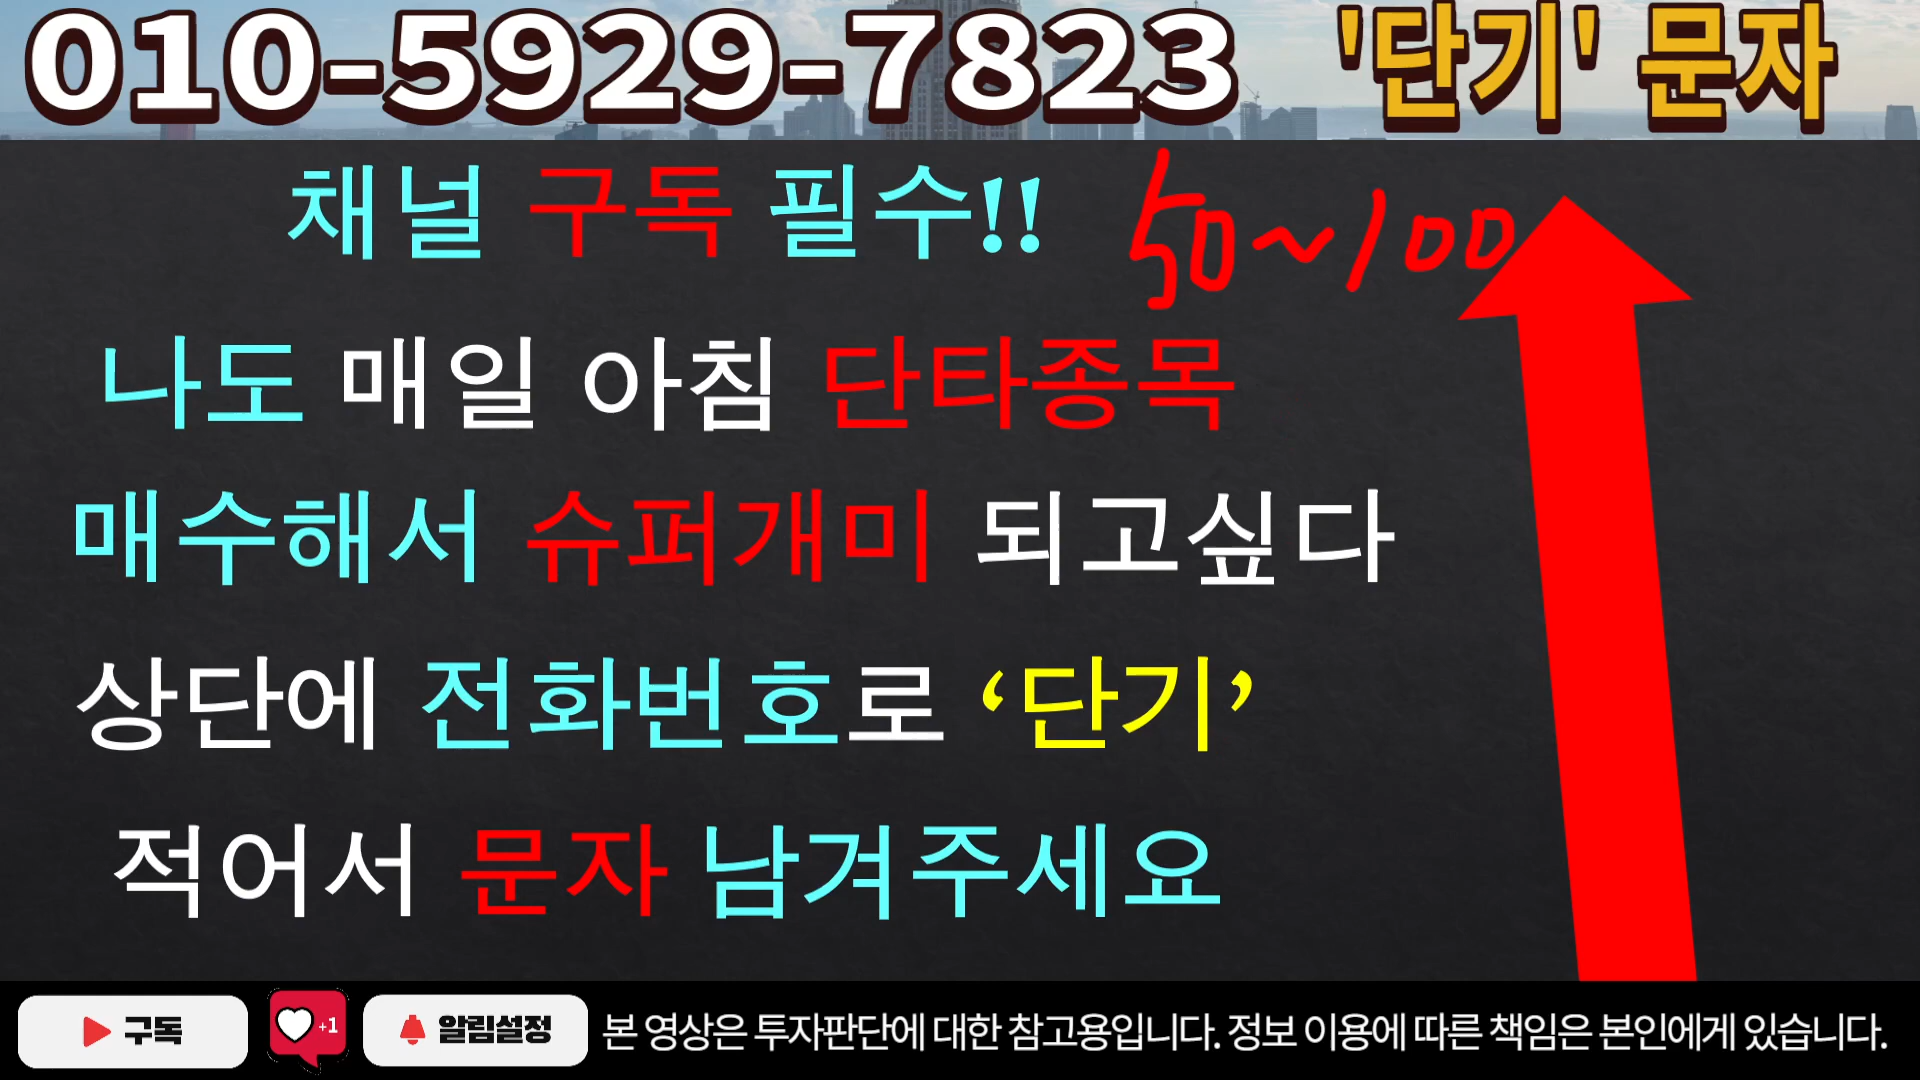 010-5929-7823 '단기' 문자
채널 구독 필수!! 50~100
나도 매일 아침 단타종목
매수해서 슈퍼개미 되고싶다
상단에 전화번호로 ‘단기’
적어서 문자 남겨주세요
구독 +1 알림설정 본 영상은 투자판단에 대한 참고용입니다. 정보 이용에 따른 책임은 본인에게 있습니다.